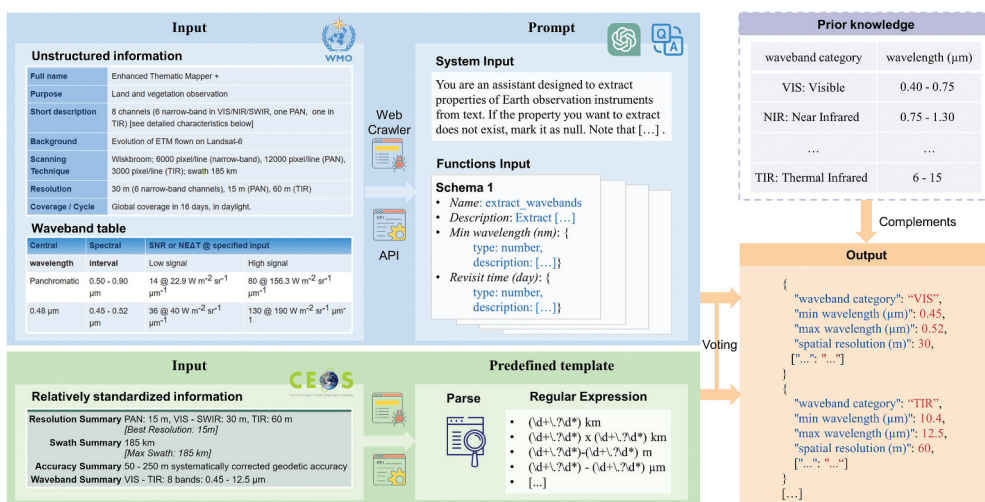 Input
WMO
Unstructured information
Full name Enhanced Thematic Mapper +
Purpose Land and vegetation observation
Short description 8 channels (6 narrow-band in VIS/NIR/SWIR, one PAN, one in
TIR) [see detailed characteristics below]
Background Evolution of ETM flown on Landsat-6
Scanning Technique Wiskbroom; 6000 pixel/line (narrow-band), 12000 pixel/line (PAN),
3000 pixel/line (TIR); swath 185 km
Resolution 30 m (6 narrow-band channels), 15 m (PAN), 60 m (TIR)
Coverage / Cycle Global coverage in 16 days, in daylight.
Waveband table
Central Spectral SNR or NEΔT @ specified input
wavelength interval Low signal High signal
Panchromatic 0.50 - 0.90 µm 14 @ 22.9 W m-2 sr-1 µm-1 80 @ 156.3 W m-2 sr-1 µm-1
0.48 µm 0.45 - 0.52 µm 36 @ 40 W m-2 sr-1 µm-1 130 @ 190 W m-2 sr-1 µm-1
Web
Crawler
API
API
Prompt
Q
A
System Input
You are an assistant designed to extract
properties of Earth observation instruments
from text. If the property you want to extract
does not exist, mark it as null. Note that […] .
Functions Input
Schema 1
• Name: extract_wavebands
• Description: Extract […]
• Min wavelength (nm): {
type: number,
description: […]}
• Revisit time (day): {
type: number,
description: […]}
Input
CEOS
Relatively standardized information
Resolution Summary PAN: 15 m, VIS - SWIR: 30 m, TIR: 60 m
[Best Resolution: 15m]
Swath Summary 185 km
[Max Swath: 185 km]
Accuracy Summary 50 - 250 m systematically corrected geodetic accuracy
Waveband Summary VIS - TIR: 8 bands: 0.45 - 12.5 µm
API
Predefined template
Parse
Regular Expression
• (\d+\.?\d*) km
• (\d+\.?\d*) x (\d+\.?\d*) km
• (\d+\.?\d*)-(\d+\.?\d*) m
• (\d+\.?\d*) - (\d+\.?\d*) µm
• [...]
Voting
Prior knowledge
waveband category wavelength (µm)
VIS: Visible 0.40 - 0.75
NIR: Near Infrared 0.75 - 1.30
… …
TIR: Thermal Infrared 6 - 15
Complements
Output
{
"waveband category": “VIS”,
"min wavelength (µm)": 0.45,
"max wavelength (µm)": 0.52,
"spatial resolution (m)": 30,
["...": "..."]
}
{
"waveband category": “TIR”,
"min wavelength (µm)": 10.4,
"max wavelength (µm)": 12.5,
"spatial resolution (m)": 60,
["...": "...“]
}
[…]